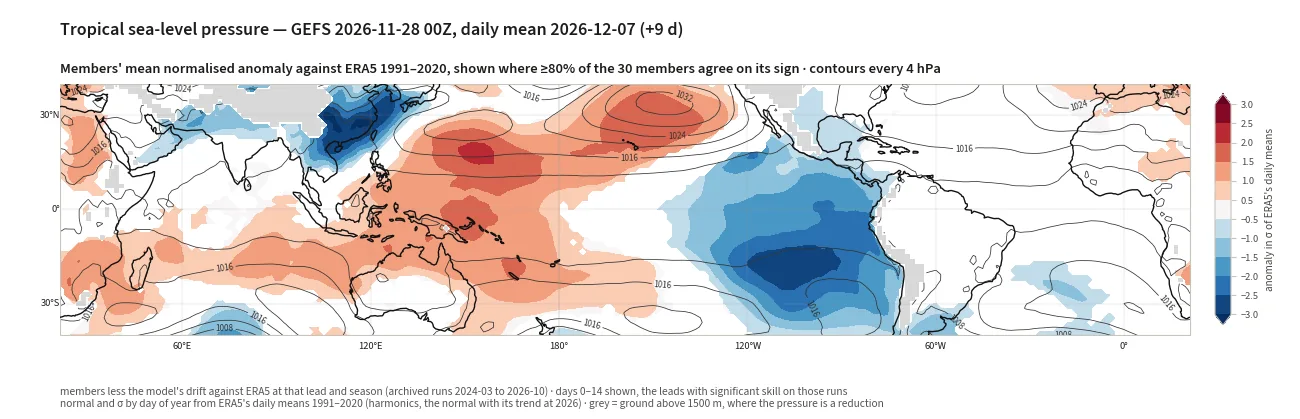 Tropical sea-level pressure — GEFS 2026-11-28 00Z, daily mean 2026-12-07 (+9 d)
Members' mean normalised anomaly against ERA5 1991–2020, shown where ≥80% of the 30 members agree on its sign · contours every 4 hPa
1024 1024 1016 1032 1024 1024
30°N 1016 1024 1016 1016
0°
1016 1016
30°S 1016 1008 1016 1016 1016 1008 1008 1016
60°E 120°E 180° 120°W 60°W 0°
3.0
2.5
2.0
1.5
1.0
0.5
−0.5
−1.0
−1.5
−2.0
−2.5
−3.0
anomaly in σ of ERA5's daily means
members less the model's drift against ERA5 at that lead and season (archived runs 2024-03 to 2026-10) · days 0–14 shown, the leads with significant skill on those runs
normal and σ by day of year from ERA5's daily means 1991–2020 (harmonics, the normal with its trend at 2026) · grey = ground above 1500 m, where the pressure is a reduction